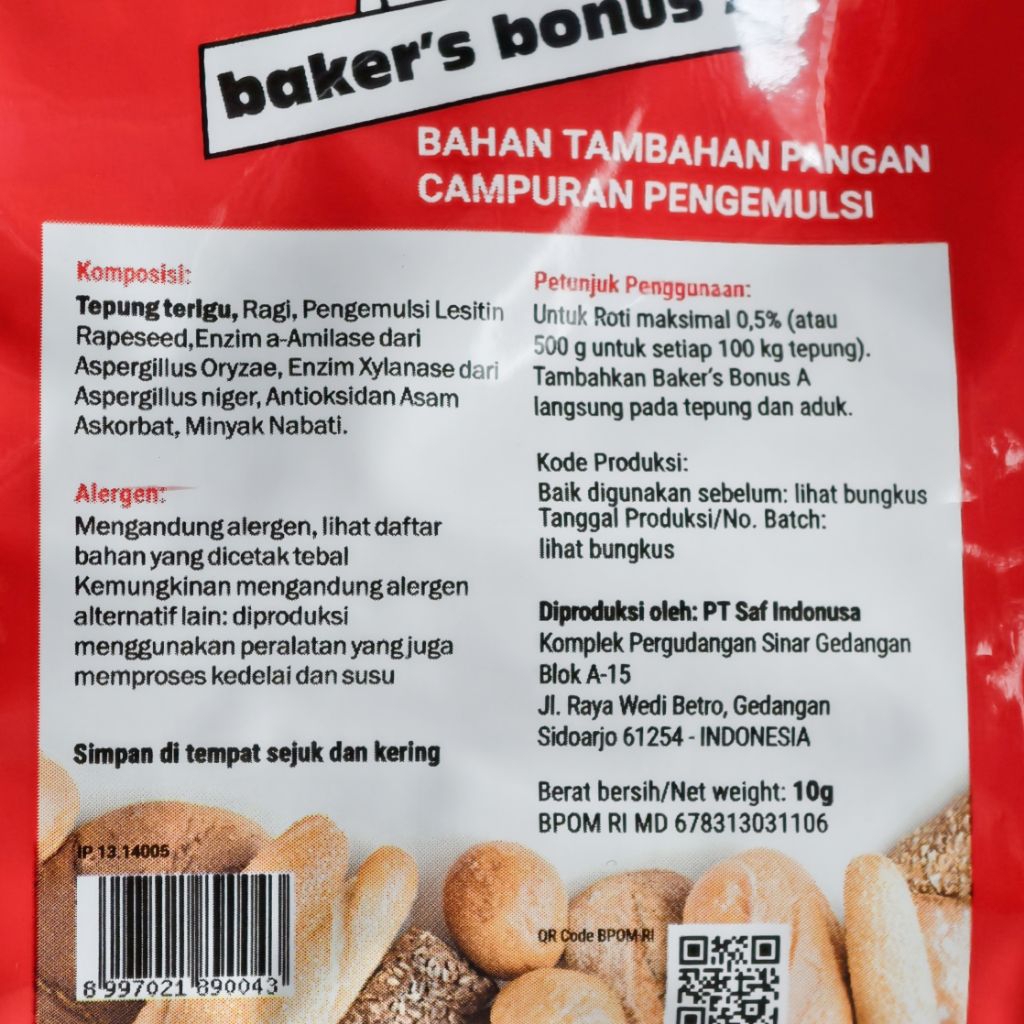 baker's bonus
BAHAN TAMBAHAN PANGAN
CAMPURAN PENGEMULSI
Komposisi:
Tepung terigu, Ragi, Pengemulsi Lesitin
Rapeseed,Enzim a-Amilase dari
Aspergillus Oryzae, Enzim Xylanase dari
Aspergillus niger, Antioksidan Asam
Askorbat, Minyak Nabati.
Alergen:
Mengandung alergen, lihat daftar
bahan yang dicetak tebal
Kemungkinan mengandung alergen
alternatif lain: diproduksi
menggunakan peralatan yang juga
memproses kedelai dan susu
Simpan di tempat sejuk dan kering
IP 13.14005
8 997021 890043
Petunjuk Penggunaan:
Untuk Roti maksimal 0,5% (atau
500 g untuk setiap 100 kg tepung).
Tambahkan Baker's Bonus A
langsung pada tepung dan aduk.
Kode Produksi:
Baik digunakan sebelum: lihat bungkus
Tanggal Produksi/No. Batch:
lihat bungkus
Diproduksi oleh: PT Saf Indonusa
Komplek Pergudangan Sinar Gedangan
Blok A-15
Jl. Raya Wedi Betro, Gedangan
Sidoarjo 61254 - INDONESIA
Berat bersih/Net weight: 10g
BPOM RI MD 678313031106
QR Code BPOM-RI